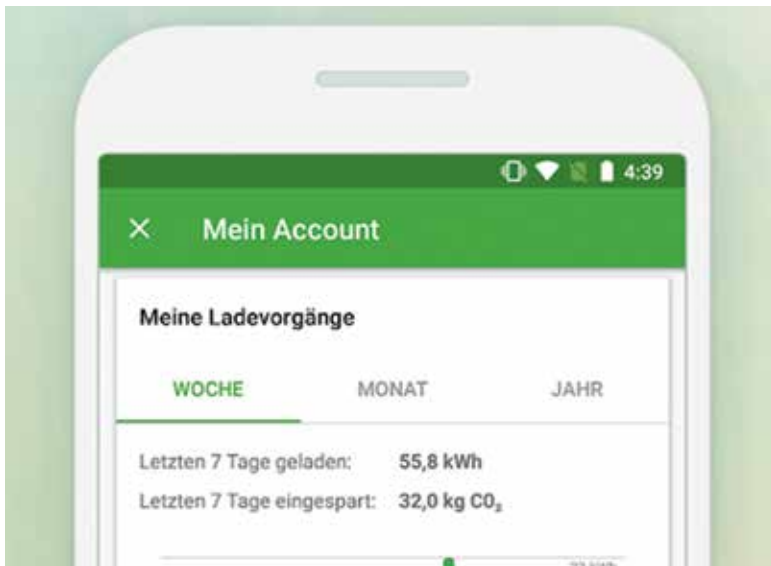 4:39
Mein Account
Meine Ladevorgänge
WOCHE MONAT JAHR
Letzten 7 Tage geladen: 55,8 kWh
Letzten 7 Tage eingespart: 32,0 kg CO₂